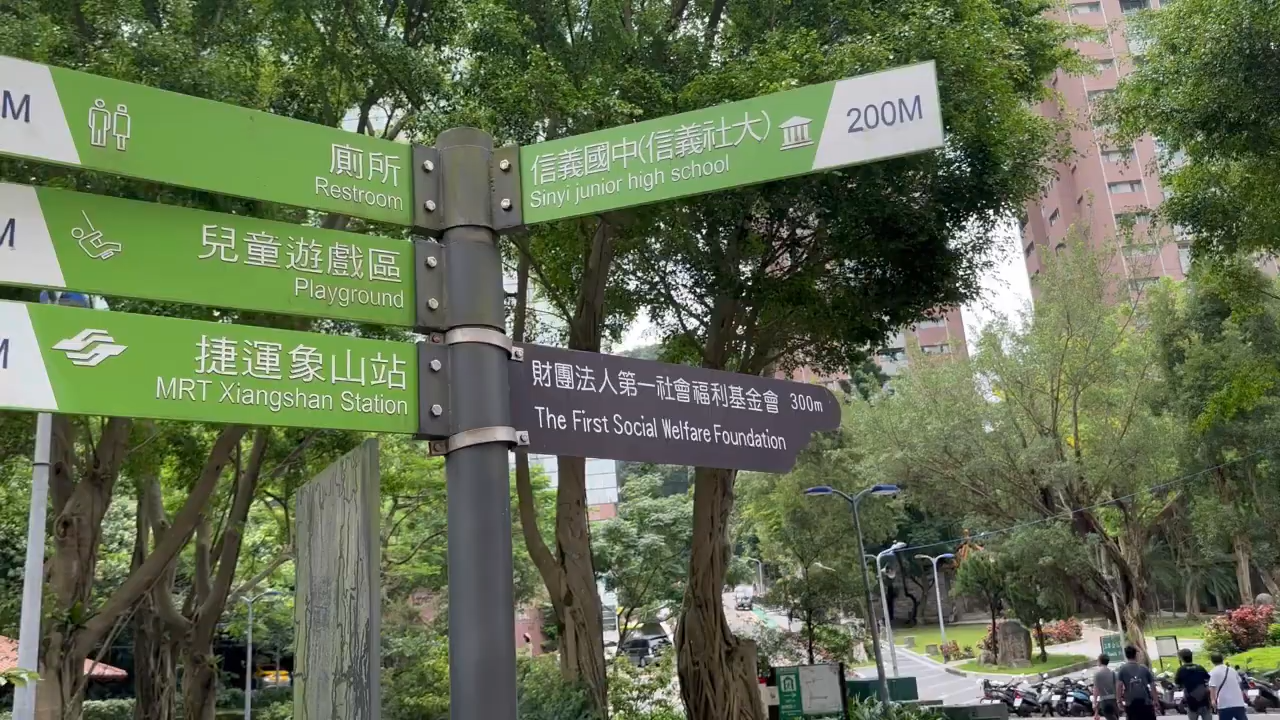 M
廁所
Restroom
M
兒童遊戲區
Playground
M
捷運象山站
MRT Xiangshan Station
信義國中(信義社大)
Sinyi junior high school
200M
財團法人第一社會福利基金會 300m
The First Social Welfare Foundation